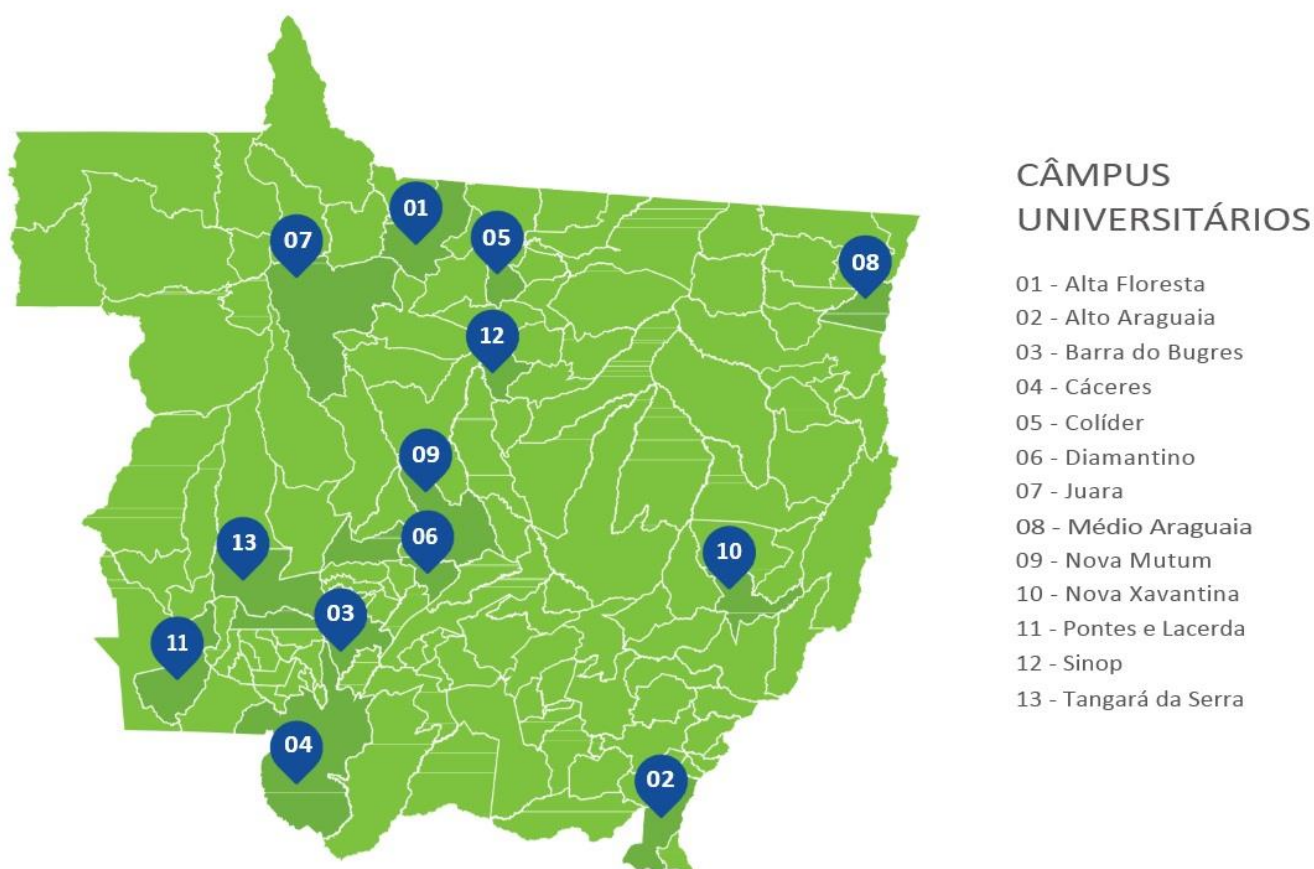 01
07
05
08
12
09
06
13
10
03
11
04
02
CÂMPUS
UNIVERSITÁRIOS
01 - Alta Floresta
02 - Alto Araguaia
03 - Barra do Bugres
04 - Cáceres
05 - Colíder
06 - Diamantino
07 - Juara
08 - Médio Araguaia
09 - Nova Mutum
10 - Nova Xavantina
11 - Pontes e Lacerda
12 - Sinop
13 - Tangará da Serra